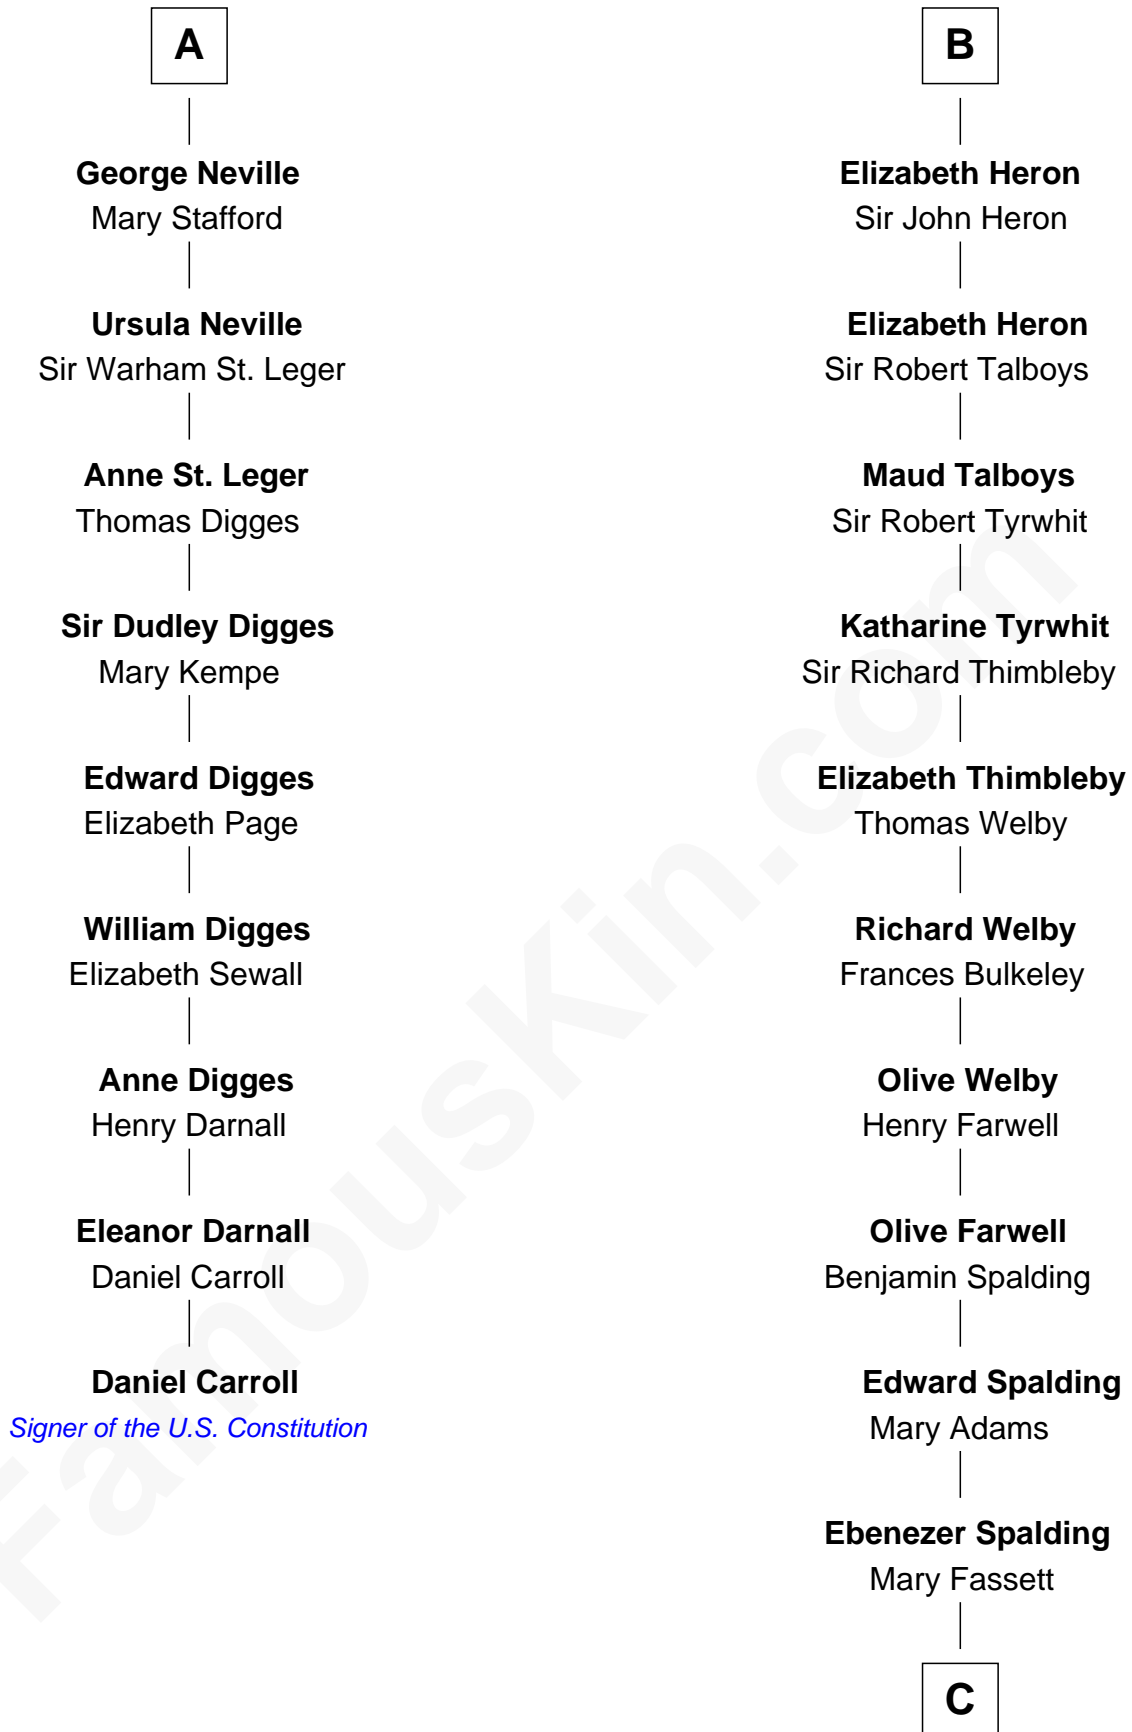 A
George Neville
Mary Stafford
Ursula Neville
Sir Warham St. Leger
Anne St. Leger
Thomas Digges
Sir Dudley Digges
Mary Kempe
Edward Digges
Elizabeth Page
William Digges
Elizabeth Sewall
Anne Digges
Henry Darnall
Eleanor Darnall
Daniel Carroll
Daniel Carroll
Signer of the U.S. Constitution
B
Elizabeth Heron
Sir John Heron
Elizabeth Heron
Sir Robert Talboys
Maud Talboys
Sir Robert Tyrwhit
Katharine Tyrwhit
Sir Richard Thimbleby
Elizabeth Thimbleby
Thomas Welby
Richard Welby
Frances Bulkeley
Olive Welby
Henry Farwell
Olive Farwell
Benjamin Spalding
Edward Spalding
Mary Adams
Ebenezer Spalding
Mary Fassett
C
FamousKin.com